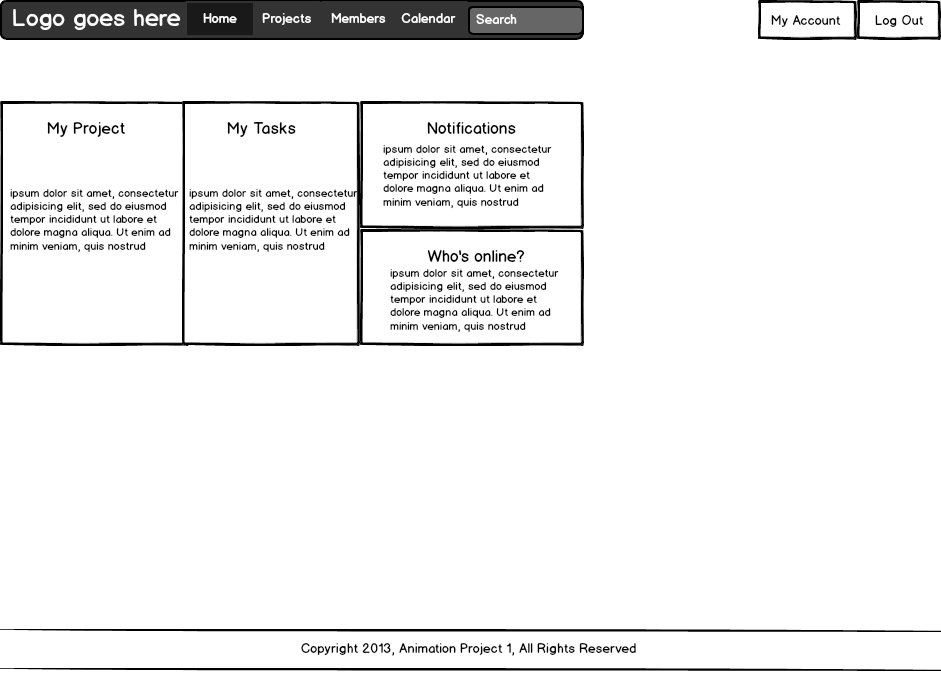 Logo goes here Home Projects Members Calendar Search My Account Log Out
My Project
ipsum dolor sit amet, consectetur
adipisicing elit, sed do eiusmod
tempor incididunt ut labore et
dolore magna aliqua. Ut enim ad
minim veniam, quis nostrud
My Tasks
ipsum dolor sit amet, consectetur
adipisicing elit, sed do eiusmod
tempor incididunt ut labore et
dolore magna aliqua. Ut enim ad
minim veniam, quis nostrud
Notifications
ipsum dolor sit amet, consectetur
adipisicing elit, sed do eiusmod
tempor incididunt ut labore et
dolore magna aliqua. Ut enim ad
minim veniam, quis nostrud
Who's online?
ipsum dolor sit amet, consectetur
adipisicing elit, sed do eiusmod
tempor incididunt ut labore et
dolore magna aliqua. Ut enim ad
minim veniam, quis nostrud
Copyright 2013, Animation Project 1, All Rights Reserved